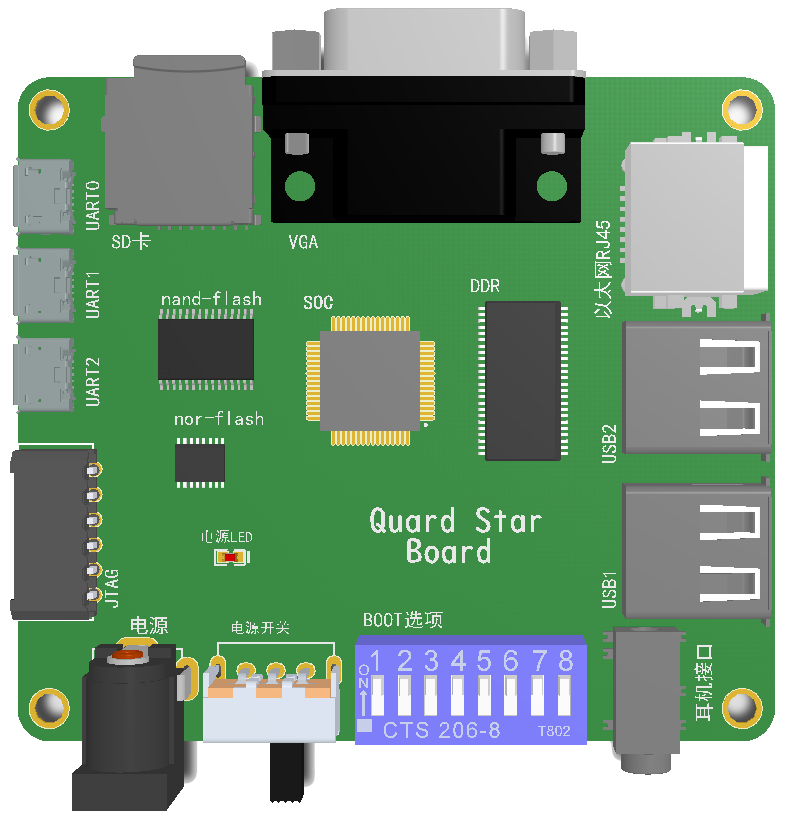 UART0
SD卡
VGA
以太网RJ45
UART1
nand-flash
SOC
DDR
UART2
nor-flash
USB2
Quard Star
Board
电源LED
JTAG
USB1
电源
电源开关
BOOT选项
耳机接口
1 2 3 4 5 6 7 8
ON
CTS 206-8
T802